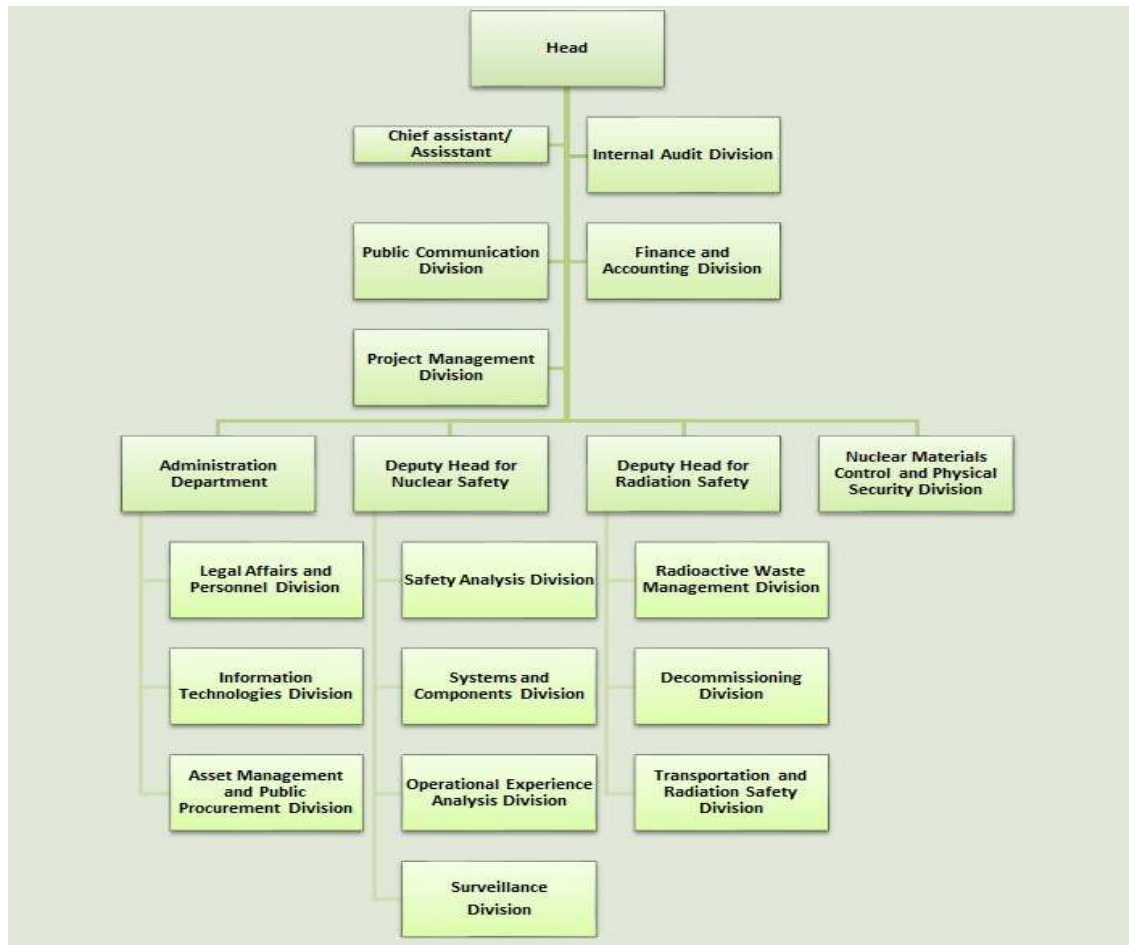 Head
Chief assistant/
Assisstant
Internal Audit Division
Public Communication
Division
Finance and
Accounting Division
Project Management
Division
Administration
Department
Deputy Head for
Nuclear Safety
Deputy Head for
Radiation Safety
Nuclear Materials
Control and Physical
Security Division
Legal Affairs and
Personnel Division
Safety Analysis Division
Radioactive Waste
Management Division
Information
Technologies Division
Systems and
Components Division
Decommissioning
Division
Asset Management
and Public
Procurement Division
Operational Experience
Analysis Division
Transportation and
Radiation Safety
Division
Surveillance
Division